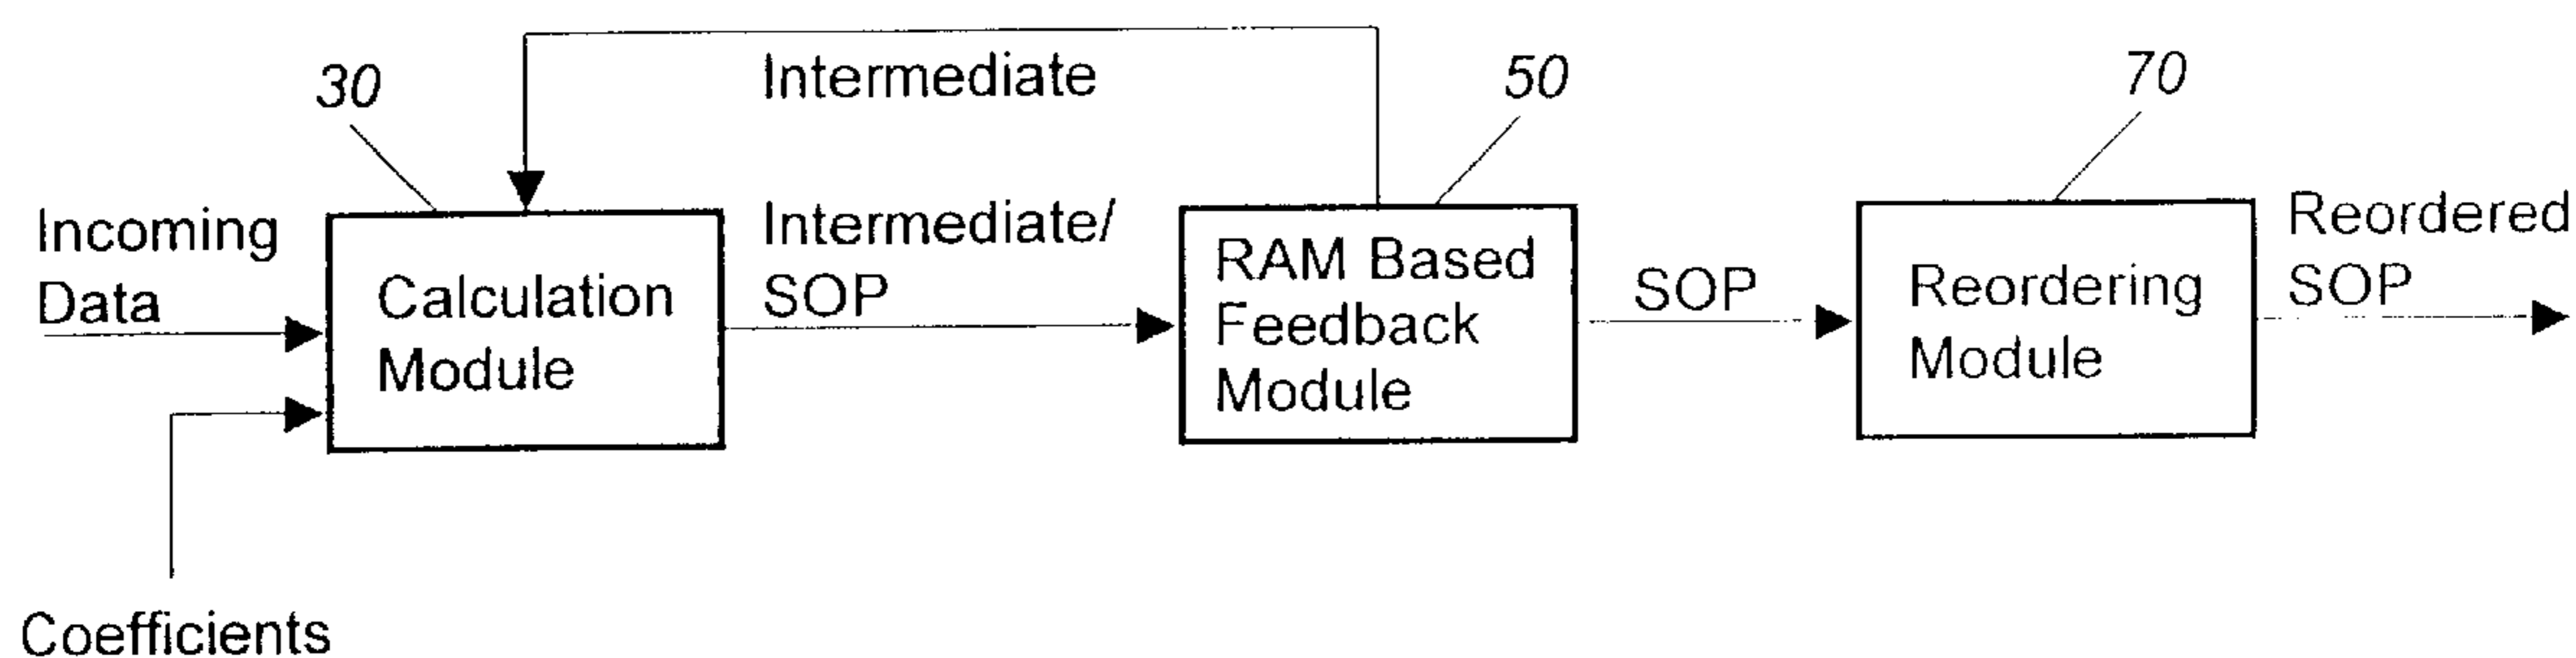 Intermediate
30
50
70
Incoming
Data
Calculation
Module
Intermediate/
SOP
RAM Based
Feedback
Module
SOP
Reordering
Module
Reordered
SOP
Coefficients